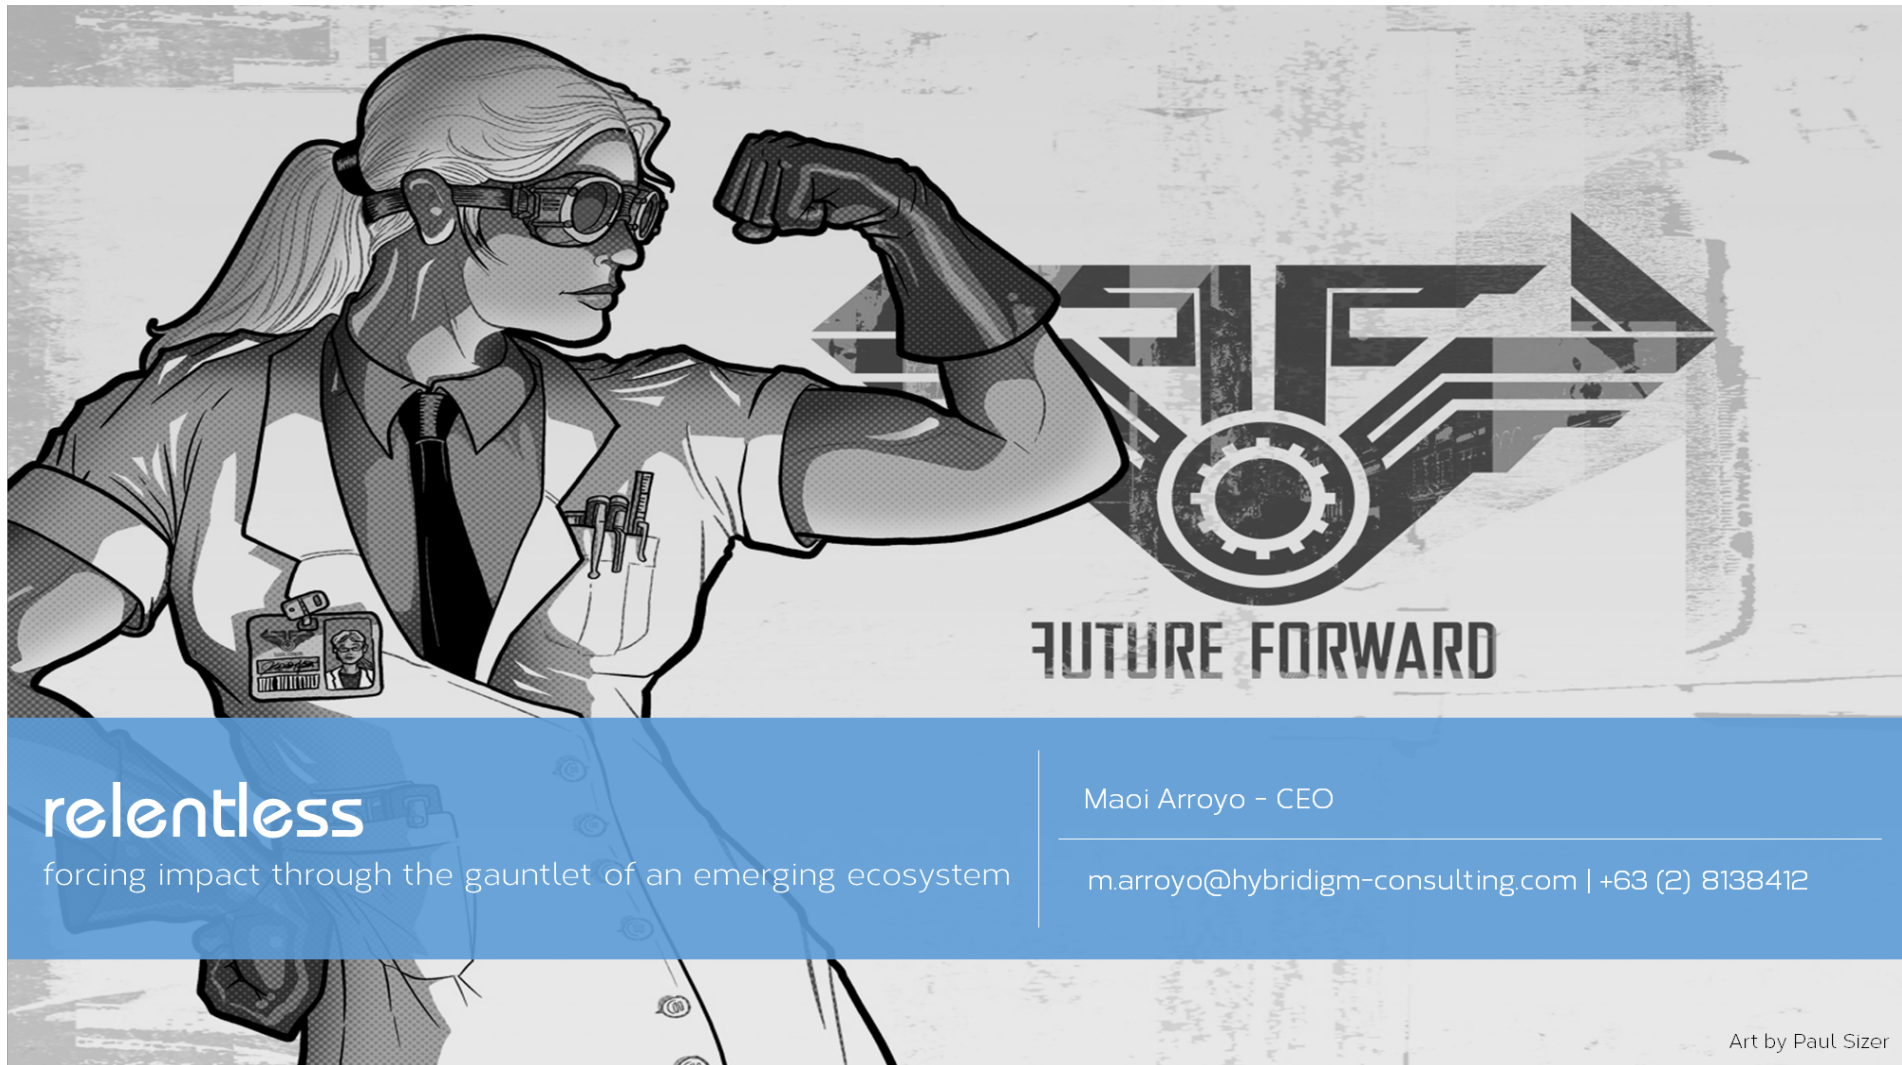 FUTURE FORWARD
relentless
forcing impact through the gauntlet of an emerging ecosystem
Maoi Arroyo - CEO
m.arroyo@hybridigm-consulting.com | +63 (2) 8138412
Art by Paul Sizer